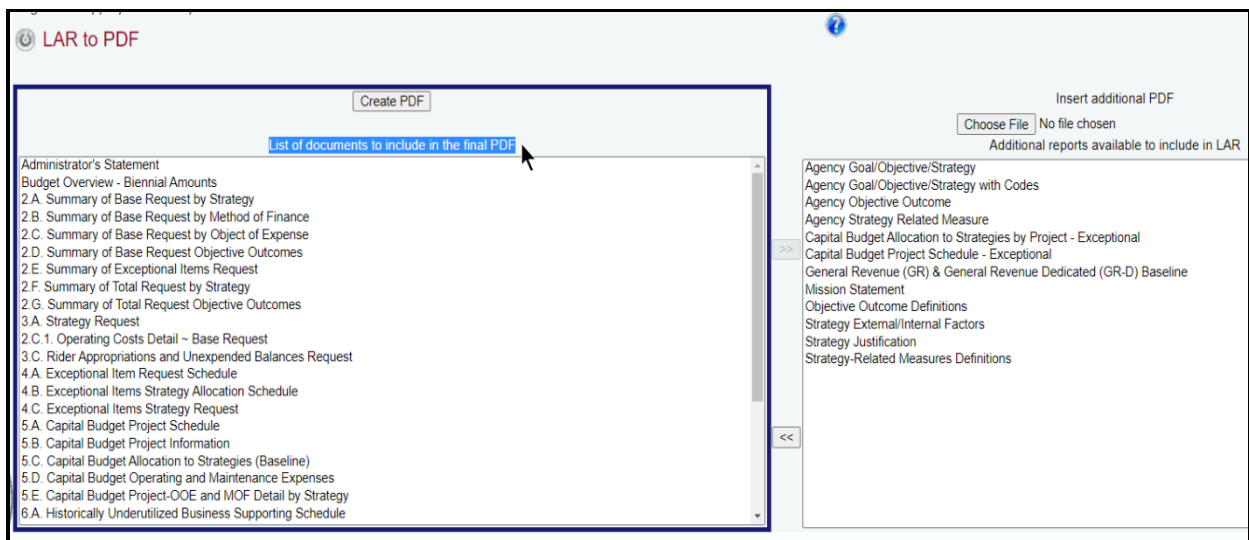 LAR to PDF
Create PDF
List of documents to include in the final PDF
Administrator's Statement
Budget Overview - Biennial Amounts
2.A. Summary of Base Request by Strategy
2.B. Summary of Base Request by Method of Finance
2.C. Summary of Base Request by Object of Expense
2.D. Summary of Base Request Objective Outcomes
2.E. Summary of Exceptional Items Request
2.F. Summary of Total Request by Strategy
2.G. Summary of Total Request Objective Outcomes
3.A. Strategy Request
2.C.1. Operating Costs Detail ~ Base Request
3.C. Rider Appropriations and Unexpended Balances Request
4.A. Exceptional Item Request Schedule
4.B. Exceptional Items Strategy Allocation Schedule
4.C. Exceptional Items Strategy Request
5.A. Capital Budget Project Schedule
5.B. Capital Budget Project Information
5.C. Capital Budget Allocation to Strategies (Baseline)
5.D. Capital Budget Operating and Maintenance Expenses
5.E. Capital Budget Project-OOE and MOF Detail by Strategy
6.A. Historically Underutilized Business Supporting Schedule
>>
<<
?
Insert additional PDF
Choose File No file chosen
Additional reports available to include in LAR
Agency Goal/Objective/Strategy
Agency Goal/Objective/Strategy with Codes
Agency Objective Outcome
Agency Strategy Related Measure
Capital Budget Allocation to Strategies by Project - Exceptional
Capital Budget Project Schedule - Exceptional
General Revenue (GR) & General Revenue Dedicated (GR-D) Baseline
Mission Statement
Objective Outcome Definitions
Strategy External/Internal Factors
Strategy Justification
Strategy-Related Measures Definitions